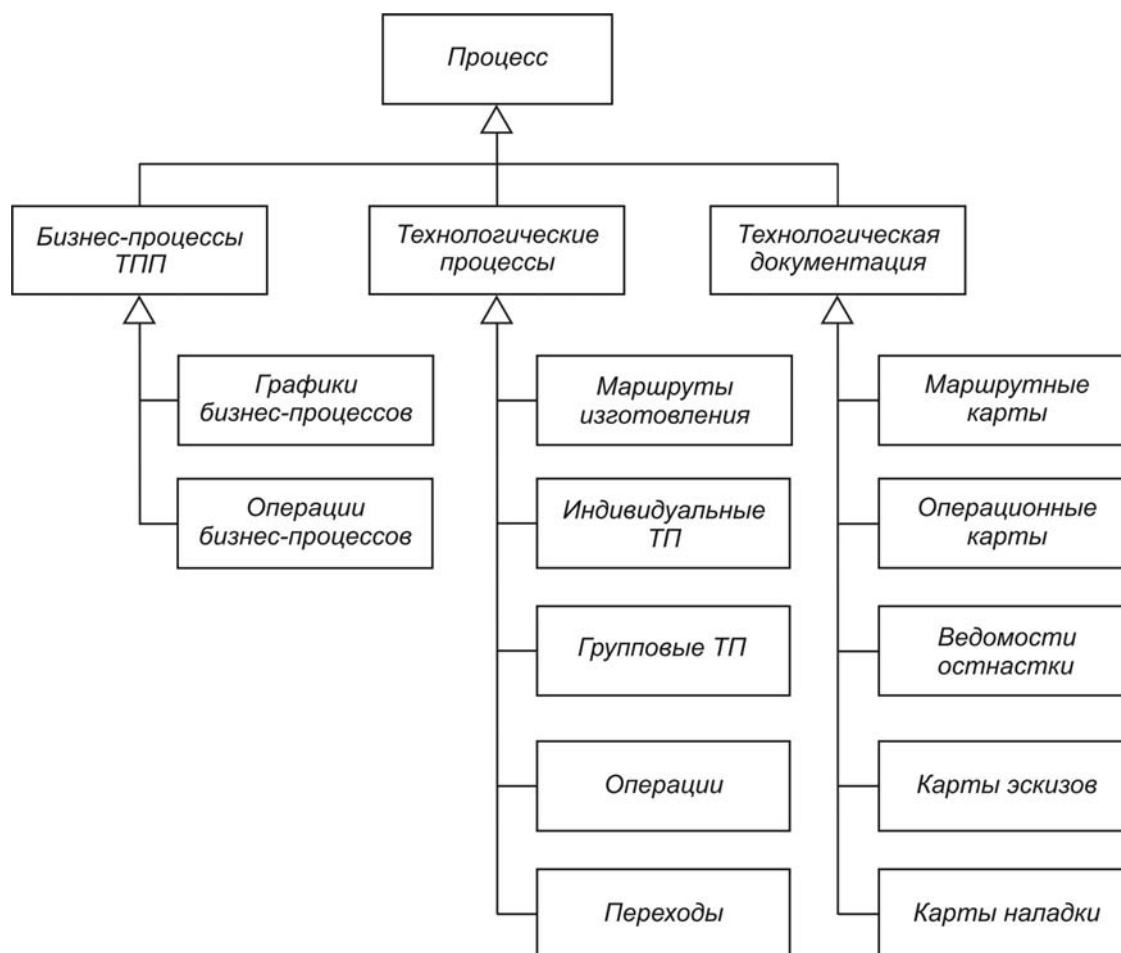 Процесс
Бизнес-процессы
ТПП
Технологические
процессы
Технологическая
документация
Графики
бизнес-процессов
Операции
бизнес-процессов
Маршруты
изготовления
Индивидуальные
ТП
Групповые ТП
Операции
Переходы
Маршрутные
карты
Операционные
карты
Ведомости
остнастки
Карты эскизов
Карты наладки